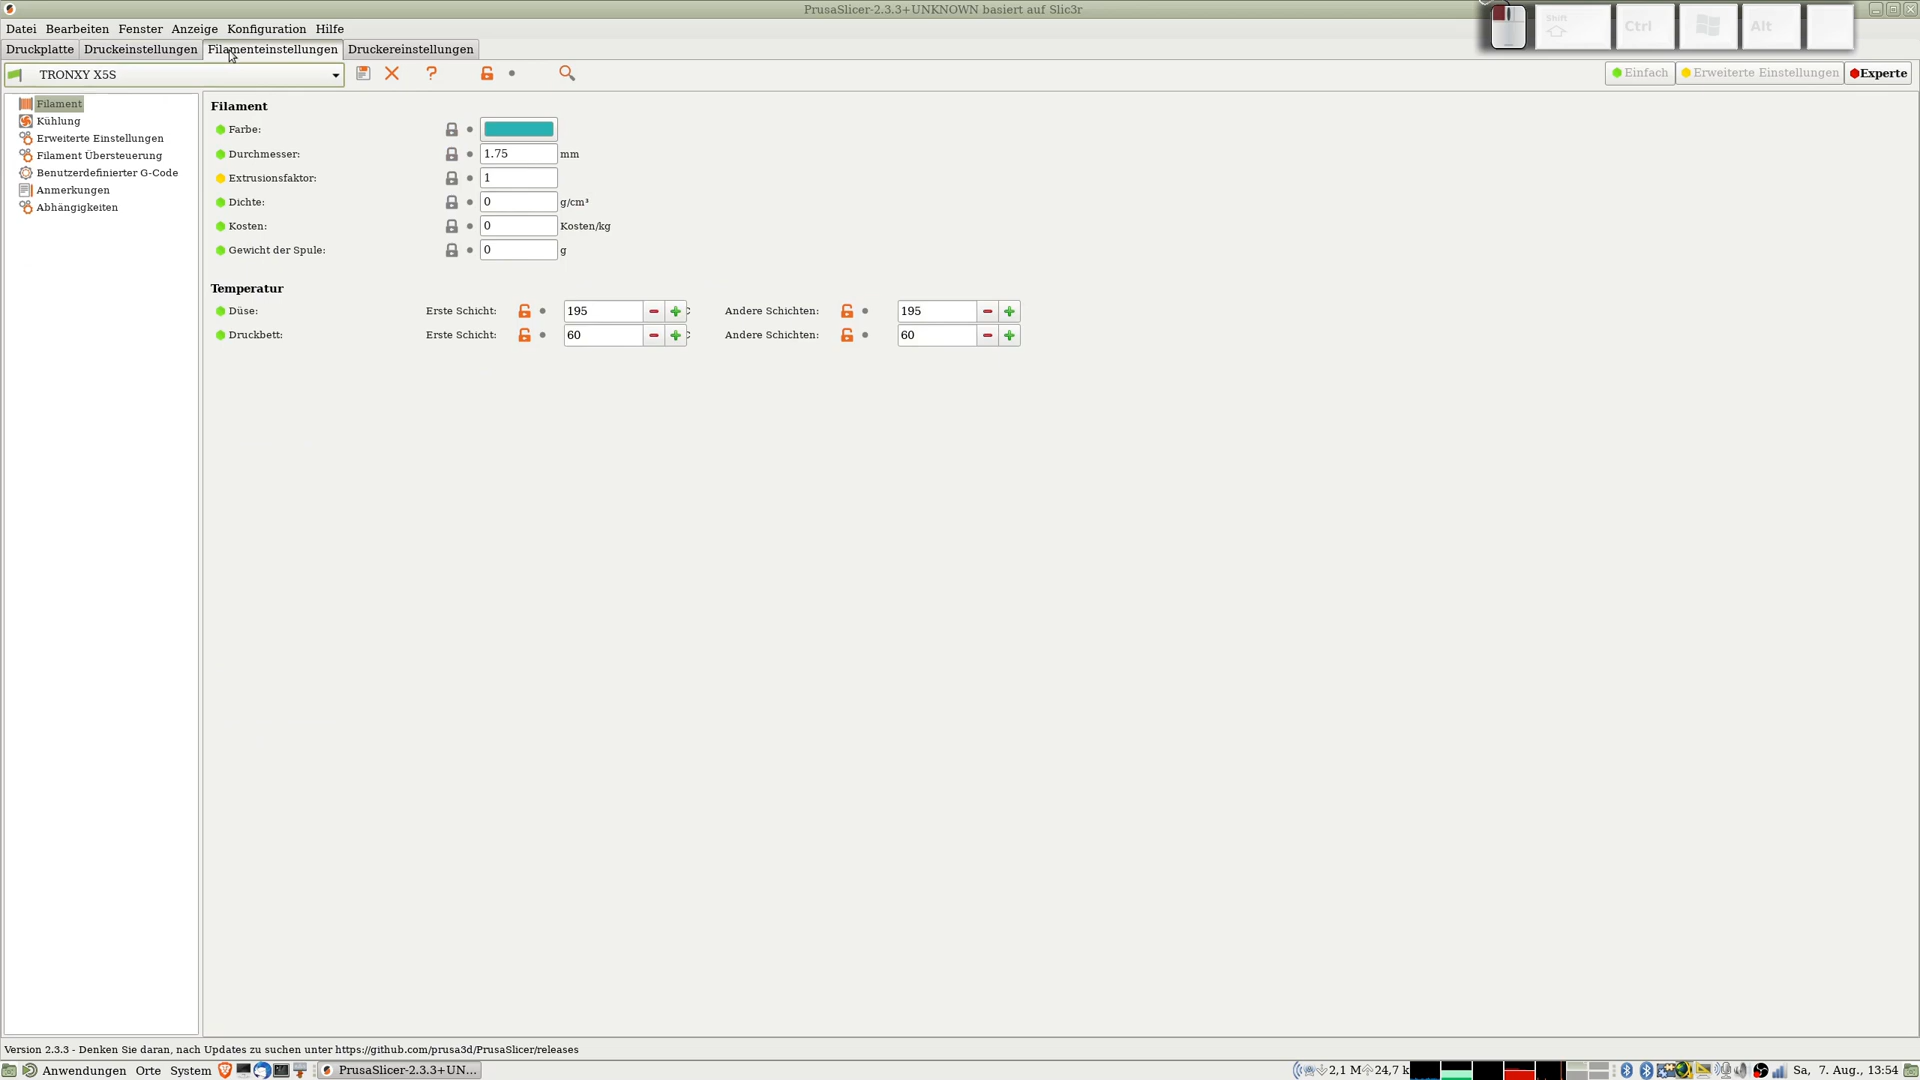 PrusaSlicer-2.3.3+UNKNOWN basiert auf Slic3r
Datei Bearbeiten Fenster Anzeige Konfiguration Hilfe
Shift Ctrl Alt
Druckplatte Druckeinstellungen Filamenteinstellungen Druckereinstellungen
TRONXY X5S
Einfach Erweiterte Einstellungen Experte
Filament
Kühlung
Erweiterte Einstellungen
Filament Übersteuerung
Benutzerdefinierter G-Code
Anmerkungen
Abhängigkeiten
Filament
Farbe:
Durchmesser: 1.75 mm
Extrusionsfaktor: 1
Dichte: 0 g/cm³
Kosten: 0 Kosten/kg
Gewicht der Spule: 0 g
Temperatur
Düse: Erste Schicht: 195 Andere Schichten: 195
Druckbett: Erste Schicht: 60 Andere Schichten: 60
Version 2.3.3 - Denken Sie daran, nach Updates zu suchen unter https://github.com/prusa3d/PrusaSlicer/releases
Anwendungen Orte System PrusaSlicer-2.3.3+UN... 2,1 M 24,7 k Sa, 7. Aug., 13:54